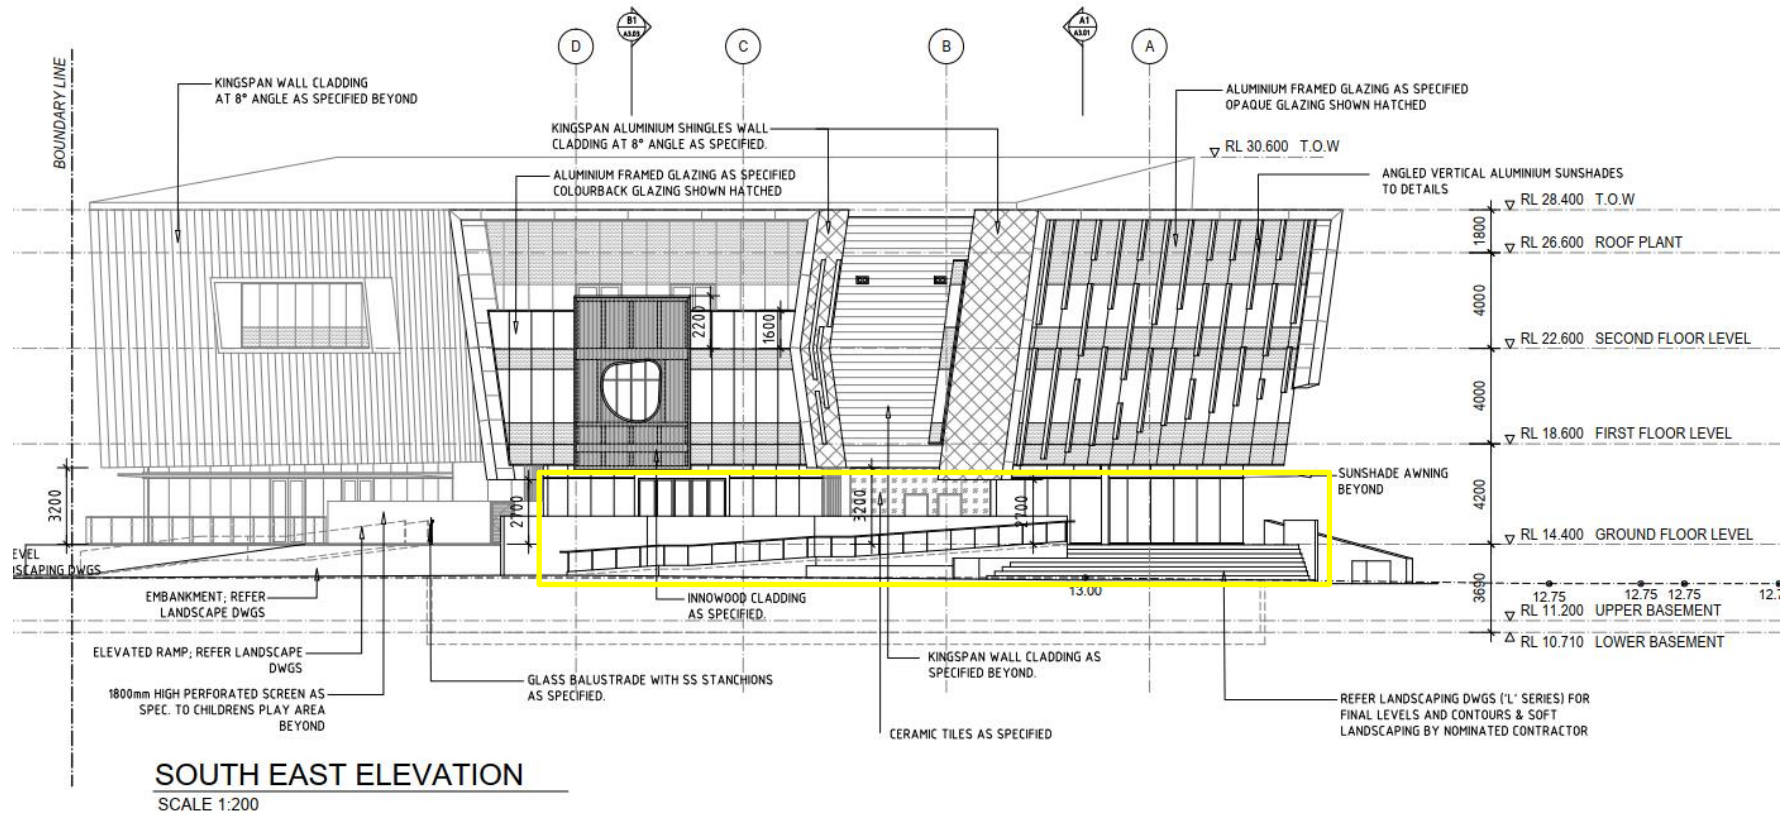 B1
A3.05
A1
A3.01
D
C
B
A
BOUNDARY LINE
KINGSPAN WALL CLADDING
AT 8° ANGLE AS SPECIFIED BEYOND
KINGSPAN ALUMINIUM SHINGLES WALL
CLADDING AT 8° ANGLE AS SPECIFIED.
ALUMINIUM FRAMED GLAZING AS SPECIFIED
COLOURBACK GLAZING SHOWN HATCHED
ALUMINIUM FRAMED GLAZING AS SPECIFIED
OPAQUE GLAZING SHOWN HATCHED
RL 30.600 T.O.W
ANGLED VERTICAL ALUMINIUM SUNSHADES
TO DETAILS
RL 28.400 T.O.W
1800
RL 26.600 ROOF PLANT
4000
2200
1600
RL 22.600 SECOND FLOOR LEVEL
4000
RL 18.600 FIRST FLOOR LEVEL
SUNSHADE AWNING
BEYOND
3200
2700
3200
2700
4200
RL 14.400 GROUND FLOOR LEVEL
EVEL
DSCAPING DWGS
EMBANKMENT; REFER
LANDSCAPE DWGS
INNOWOOD CLADDING
AS SPECIFIED.
13.00
3690
12.75
12.75 12.75
RL 11.200 UPPER BASEMENT
RL 10.710 LOWER BASEMENT
ELEVATED RAMP; REFER LANDSCAPE
DWGS
1800mm HIGH PERFORATED SCREEN AS
SPEC. TO CHILDRENS PLAY AREA
BEYOND
GLASS BALUSTRADE WITH SS STANCHIONS
AS SPECIFIED.
KINGSPAN WALL CLADDING AS
SPECIFIED BEYOND.
CERAMIC TILES AS SPECIFIED
REFER LANDSCAPING DWGS ('L' SERIES) FOR
FINAL LEVELS AND CONTOURS & SOFT
LANDSCAPING BY NOMINATED CONTRACTOR
SOUTH EAST ELEVATION
SCALE 1:200